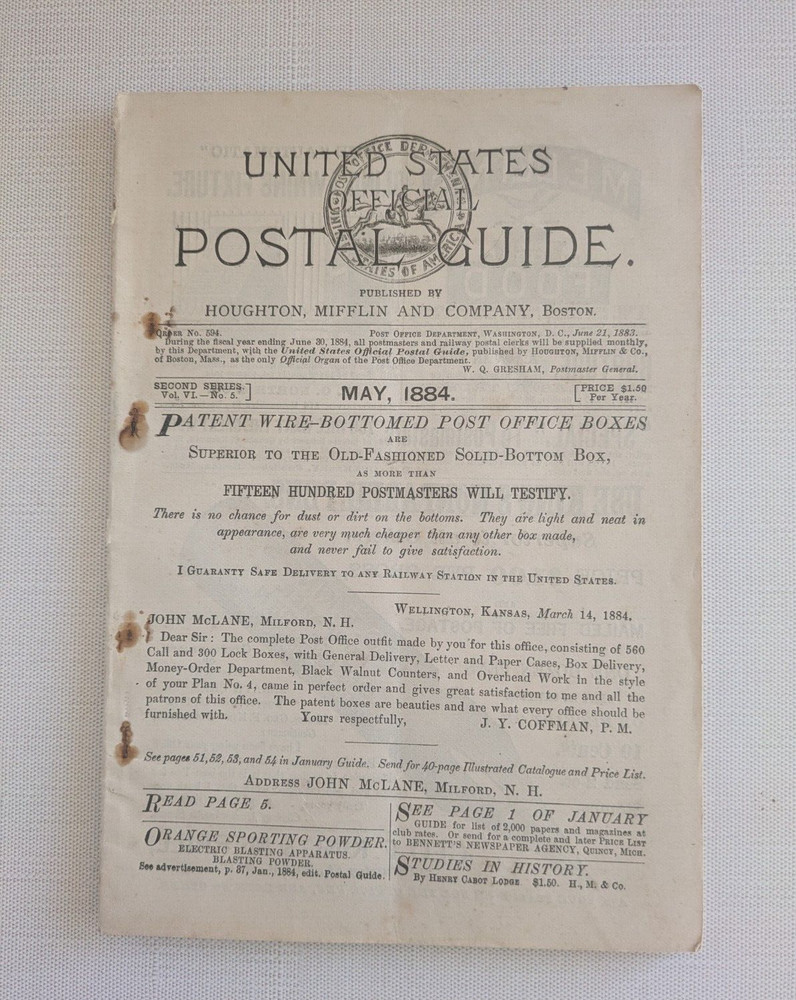 UNITED STATES
OFFICIAL
POSTAL GUIDE.
POST OFFICE DEPARTMENT
UNITED STATES OF AMERICA
PUBLISHED BY
HOUGHTON, MIFFLIN AND COMPANY, BOSTON.
ORDER No. 594. POST OFFICE DEPARTMENT, WASHINGTON, D. C., June 21, 1883.
During the fiscal year ending June 30, 1884, all postmasters and railway postal clerks will be supplied monthly,
by this Department, with the United States Official Postal Guide, published by HOUGHTON, MIFFLIN & Co.,
of Boston, Mass., as the only Official Organ of the Post Office Department.
W. Q. GRESHAM, Postmaster General.
SECOND SERIES.
Vol. VI.—No. 5.]
MAY, 1884.
[PRICE $1.50
Per Year.
PATENT WIRE-BOTTOMED POST OFFICE BOXES
ARE
SUPERIOR TO THE OLD-FASHIONED SOLID-BOTTOM BOX,
AS MORE THAN
FIFTEEN HUNDRED POSTMASTERS WILL TESTIFY.
There is no chance for dust or dirt on the bottoms. They are light and neat in
appearance, are very much cheaper than any other box made,
and never fail to give satisfaction.
I GUARANTY SAFE DELIVERY TO ANY RAILWAY STATION IN THE UNITED STATES.
WELLINGTON, KANSAS, March 14, 1884.
JOHN McLANE, MILFORD, N. H.
Dear Sir: The complete Post Office outfit made by you for this office, consisting of 560
Call and 300 Lock Boxes, with General Delivery, Letter and Paper Cases, Box Delivery,
Money-Order Department, Black Walnut Counters, and Overhead Work in the style
of your Plan No. 4, came in perfect order and gives great satisfaction to me and all the
patrons of this office. The patent boxes are beauties and are what every office should be
furnished with. Yours respectfully, J. Y. COFFMAN, P. M.
See pages 51, 52, 53, and 54 in January Guide. Send for 40-page Illustrated Catalogue and Price List.
ADDRESS JOHN McLANE, MILFORD, N. H.
READ PAGE 5.
ORANGE SPORTING POWDER.
ELECTRIC BLASTING APPARATUS.
BLASTING POWDER.
See advertisement, p. 37, Jan., 1884, edit. Postal Guide.
SEE PAGE 1 OF JANUARY
GUIDE for list of 2,000 papers and magazines at
club rates. Or send for a complete and later PRICE LIST
to BENNETT'S NEWSPAPER AGENCY, QUINCY, MICH.
STUDIES IN HISTORY.
By HENRY CABOT LODGE $1.50. H., M. & Co.